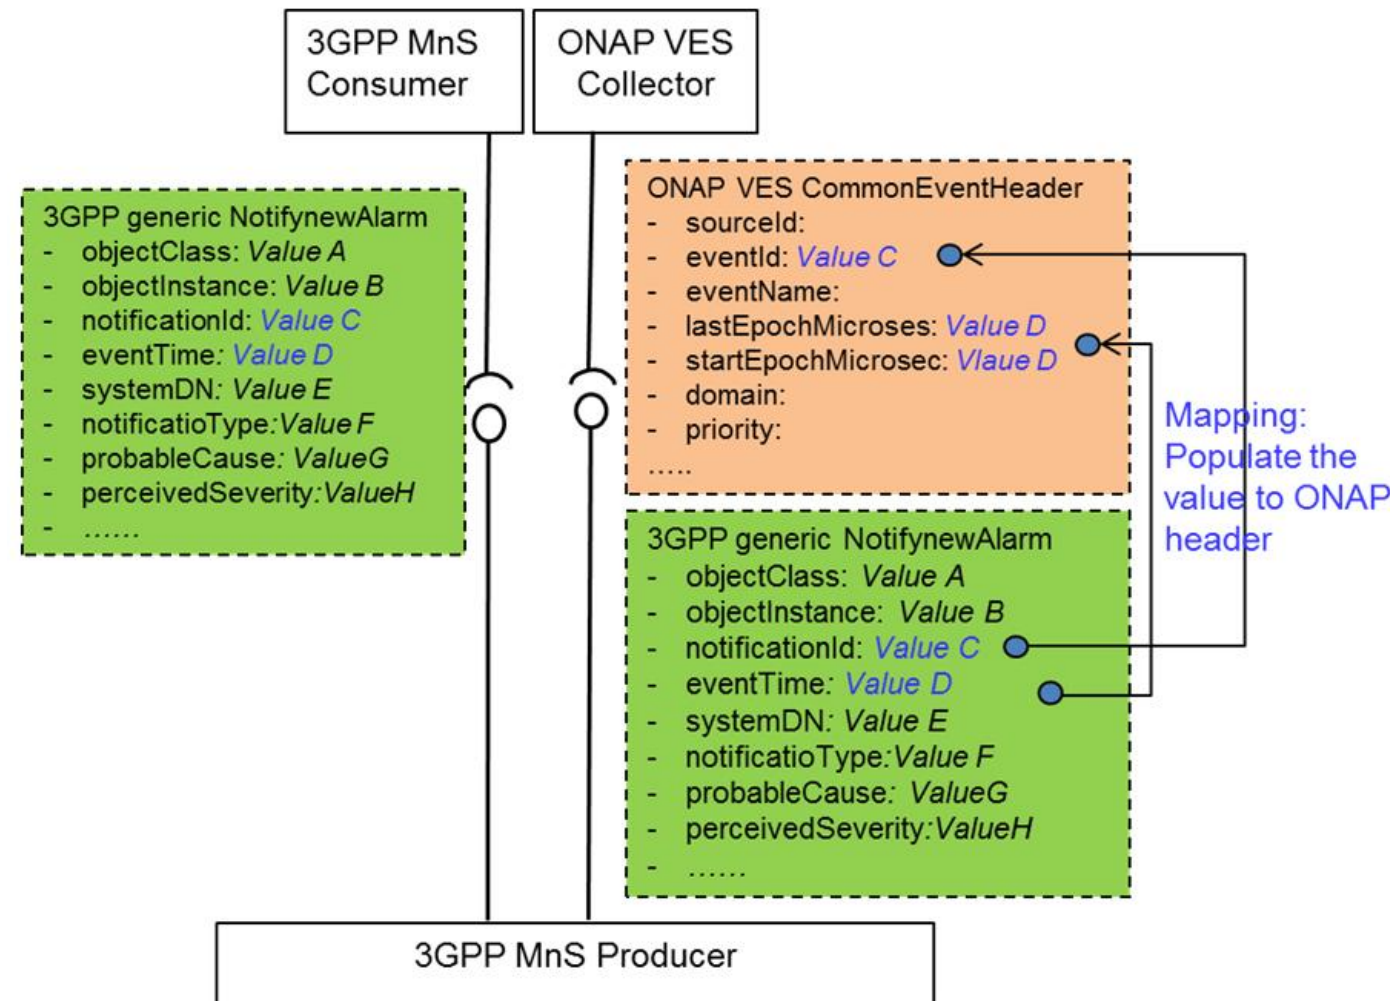 3GPP MnS
Consumer
ONAP VES
Collector
3GPP generic NotifynewAlarm
- objectClass: Value A
- objectInstance: Value B
- notificationId: Value C
- eventTime: Value D
- systemDN: Value E
- notificatioType:Value F
- probableCause: ValueG
- perceivedSeverity:ValueH
- ......
ONAP VES CommonEventHeader
- sourceId:
- eventId: Value C
- eventName:
- lastEpochMicroses: Value D
- startEpochMicrosec: Vlaue D
- domain:
- priority:
.....
Mapping:
Populate the
value to ONAP
header
3GPP generic NotifynewAlarm
- objectClass: Value A
- objectInstance: Value B
- notificationId: Value C
- eventTime: Value D
- systemDN: Value E
- notificatioType:Value F
- probableCause: ValueG
- perceivedSeverity:ValueH
- ......
3GPP MnS Producer